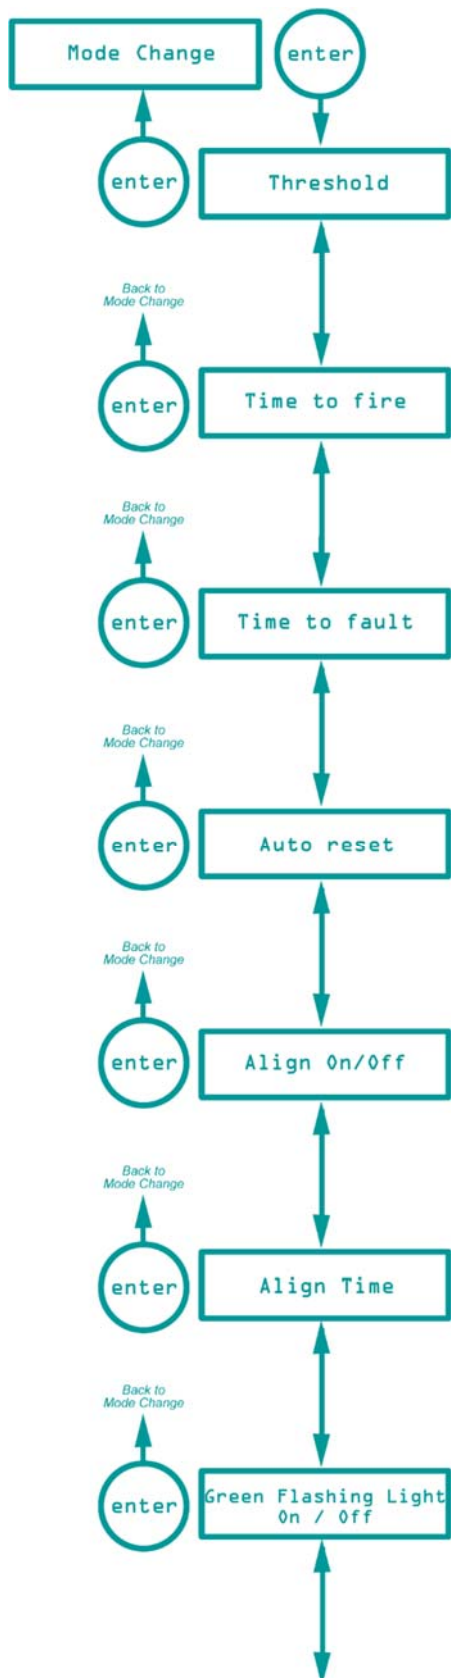 Mode Change
enter
enter
Threshold
Back to
Mode Change
enter
Time to fire
Back to
Mode Change
enter
Time to fault
Back to
Mode Change
enter
Auto reset
Back to
Mode Change
enter
Align On/Off
Back to
Mode Change
enter
Align Time
Back to
Mode Change
enter
Green Flashing Light
On / Off